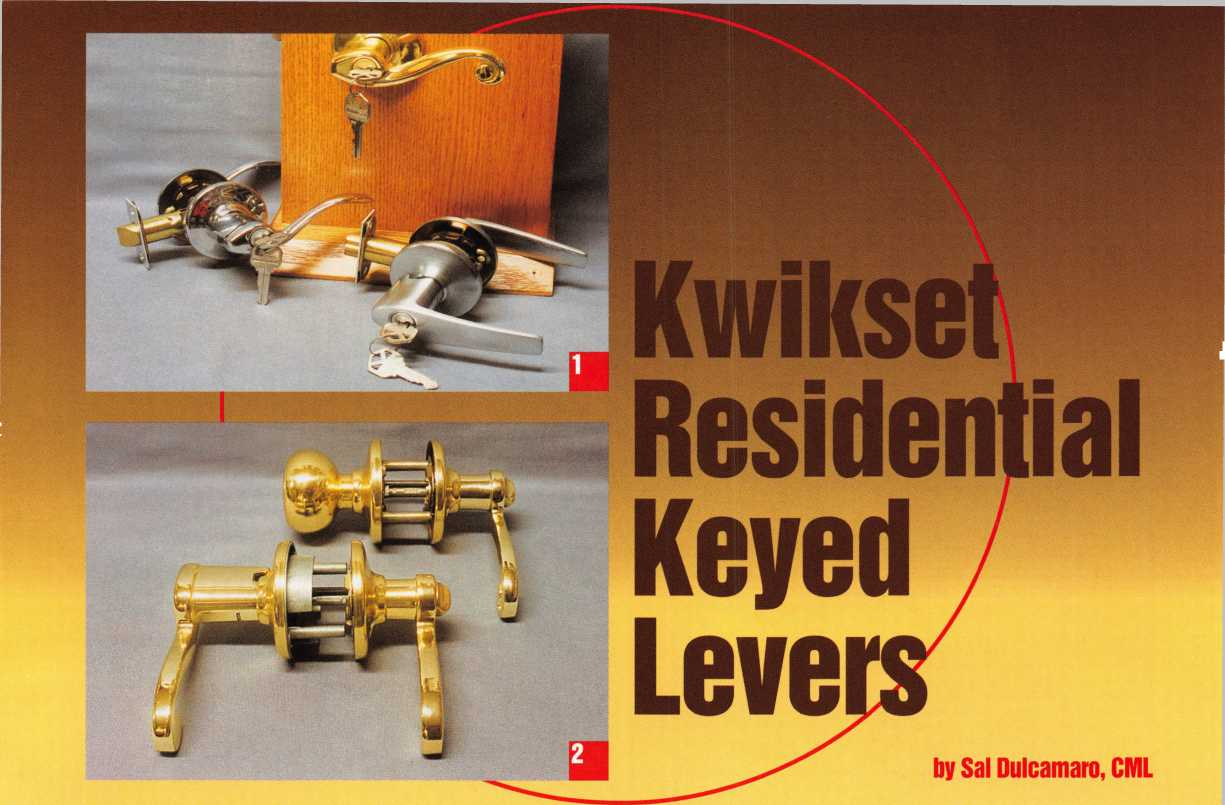 1
2
Kwikset
Residential
Keyed
Levers
by Sal Dulcamaro, CML